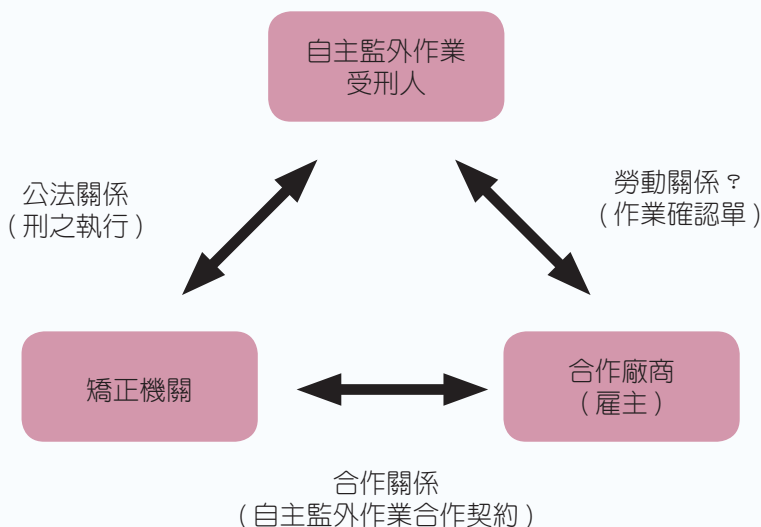 自主監外作業
受刑人
公法關係
（刑之執行）
勞動關係？
（作業確認單）
矯正機關
合作廠商
（雇主）
合作關係
（自主監外作業合作契約）